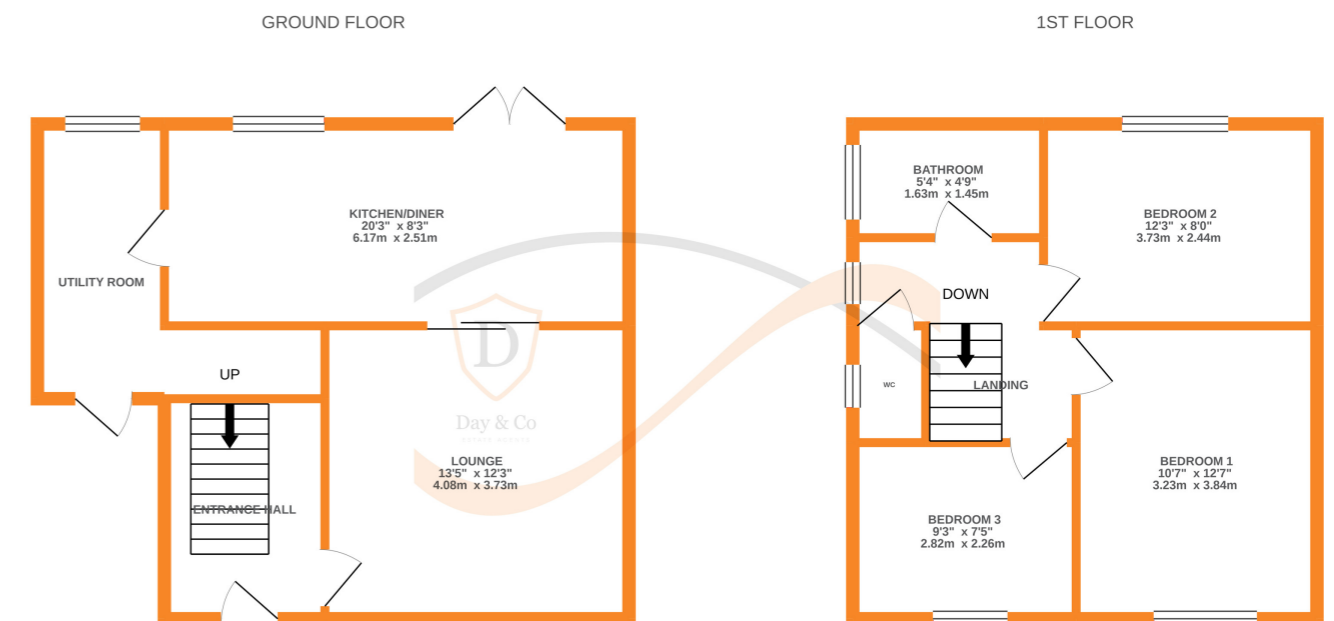 GROUND FLOOR
1ST FLOOR
KITCHEN/DINER
20'3" x 8'3"
6.17m x 2.51m
UTILITY ROOM
UP
D
Day & Co
ESTATE AGENTS
LOUNGE
13'5" x 12'3"
4.08m x 3.73m
ENTRANCE HALL
BATHROOM
5'4" x 4'9"
1.63m x 1.45m
BEDROOM 2
12'3" x 8'0"
3.73m x 2.44m
DOWN
WC
LANDING
BEDROOM 1
10'7" x 12'7"
3.23m x 3.84m
BEDROOM 3
9'3" x 7'5"
2.82m x 2.26m